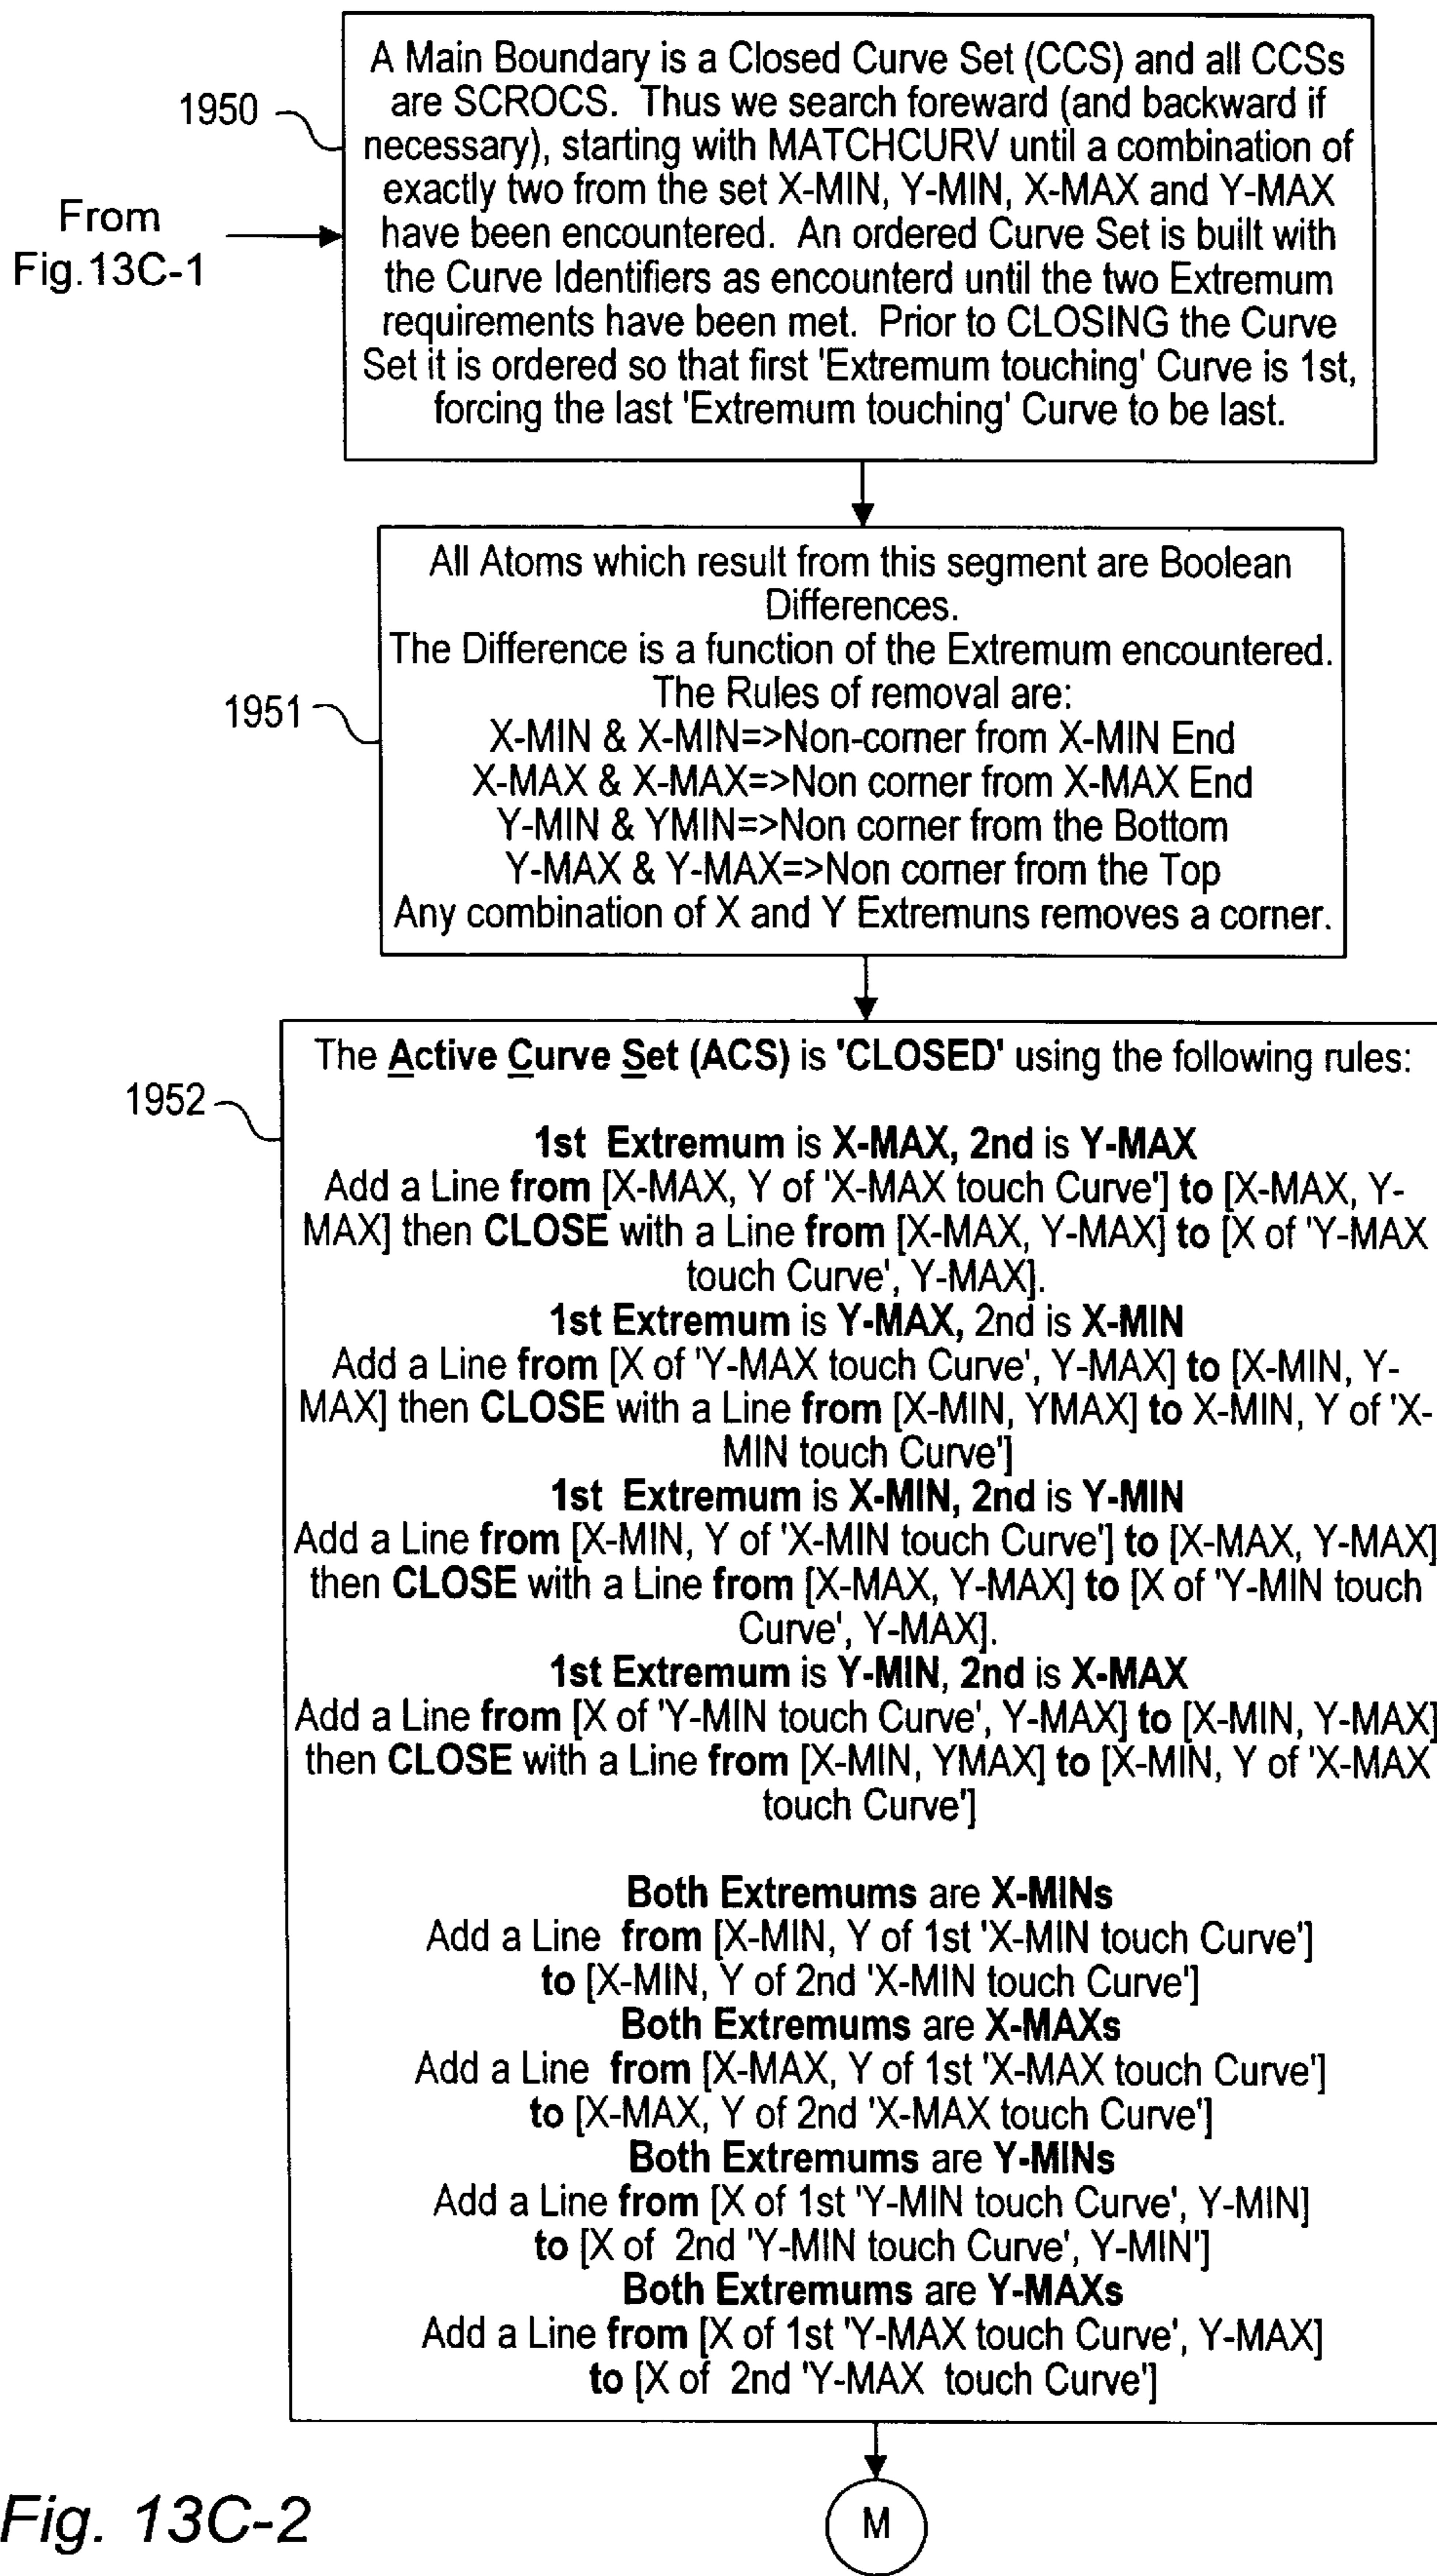 A Main Boundary is a Closed Curve Set (CCS) and all CCSs
are SCROCS. Thus we search foreward (and backward if
necessary), starting with MATCHCURV until a combination of
exactly two from the set X-MIN, Y-MIN, X-MAX and Y-MAX
have been encountered. An ordered Curve Set is built with
the Curve Identifiers as encounterd until the two Extremum
requirements have been met. Prior to CLOSING the Curve
Set it is ordered so that first 'Extremum touching' Curve is 1st,
forcing the last 'Extremum touching' Curve to be last.
1950
From
Fig.13C-1
All Atoms which result from this segment are Boolean
Differences.
The Difference is a function of the Extremum encountered.
The Rules of removal are:
X-MIN & X-MIN=>Non-corner from X-MIN End
X-MAX & X-MAX=>Non corner from X-MAX End
Y-MIN & YMIN=>Non corner from the Bottom
Y-MAX & Y-MAX=>Non corner from the Top
Any combination of X and Y Extremuns removes a corner.
1951
The Active Curve Set (ACS) is 'CLOSED' using the following rules:
1952
1st Extremum is X-MAX, 2nd is Y-MAX
Add a Line from [X-MAX, Y of 'X-MAX touch Curve'] to [X-MAX, Y-
MAX] then CLOSE with a Line from [X-MAX, Y-MAX] to [X of 'Y-MAX
touch Curve', Y-MAX].
1st Extremum is Y-MAX, 2nd is X-MIN
Add a Line from [X of 'Y-MAX touch Curve', Y-MAX] to [X-MIN, Y-
MAX] then CLOSE with a Line from [X-MIN, YMAX] to X-MIN, Y of 'X-
MIN touch Curve']
1st Extremum is X-MIN, 2nd is Y-MIN
Add a Line from [X-MIN, Y of 'X-MIN touch Curve'] to [X-MAX, Y-MAX]
then CLOSE with a Line from [X-MAX, Y-MAX] to [X of 'Y-MIN touch
Curve', Y-MAX].
1st Extremum is Y-MIN, 2nd is X-MAX
Add a Line from [X of 'Y-MIN touch Curve', Y-MAX] to [X-MIN, Y-MAX]
then CLOSE with a Line from [X-MIN, YMAX] to [X-MIN, Y of 'X-MAX
touch Curve']
Both Extremums are X-MINs
Add a Line from [X-MIN, Y of 1st 'X-MIN touch Curve']
to [X-MIN, Y of 2nd 'X-MIN touch Curve']
Both Extremums are X-MAXs
Add a Line from [X-MAX, Y of 1st 'X-MAX touch Curve']
to [X-MAX, Y of 2nd 'X-MAX touch Curve']
Both Extremums are Y-MINs
Add a Line from [X of 1st 'Y-MIN touch Curve', Y-MIN]
to [X of 2nd 'Y-MIN touch Curve', Y-MIN']
Both Extremums are Y-MAXs
Add a Line from [X of 1st 'Y-MAX touch Curve', Y-MAX]
to [X of 2nd 'Y-MAX touch Curve']
M
Fig. 13C-2